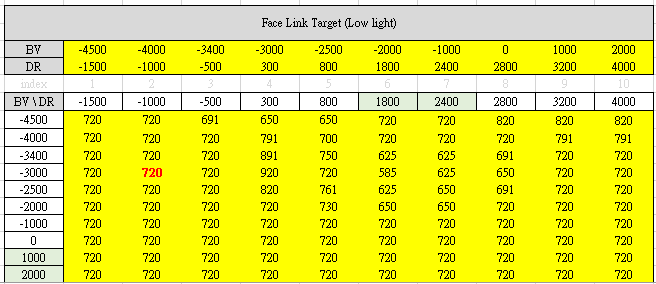 Face Link Target (Low light)
BV -4500 -4000 -3400 -3000 -2500 -2000 -1000 0 1000 2000
DR -1500 -1000 -500 300 800 1800 2400 2800 3200 4000
index 1 2 3 4 5 6 7 8 9 10
BV \ DR -1500 -1000 -500 300 800 1800 2400 2800 3200 4000
-4500 720 720 691 650 650 720 720 820 820 820
-4000 720 720 720 791 700 720 720 720 791 791
-3400 720 720 720 891 750 625 625 691 720 720
-3000 720 720 720 920 720 585 625 650 720 720
-2500 720 720 720 820 761 625 650 691 720 720
-2000 720 720 720 720 730 650 650 720 720 720
-1000 720 720 720 720 720 720 720 720 720 720
0 720 720 720 720 720 720 720 720 720 720
1000 720 720 720 720 720 720 720 720 720 720
2000 720 720 720 720 720 720 720 720 720 720